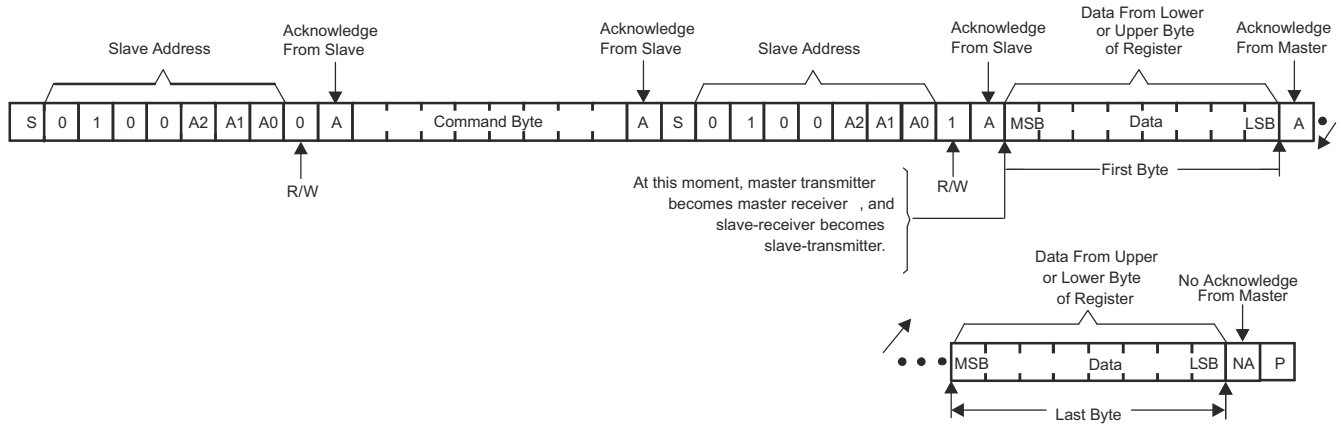 Slave Address
Acknowledge
From Slave
Acknowledge
From Slave
Slave Address
Acknowledge
From Slave
Data From Lower
or Upper Byte
of Register
Acknowledge
From Master
S 0 1 0 0 A2 A1 A0 0 A Command Byte A S 0 1 0 0 A2 A1 A0 1 A MSB Data LSB A
R/W
R/W
First Byte
At this moment, master transmitter
becomes master receiver , and
slave-receiver becomes
slave-transmitter.
Data From Upper
or Lower Byte
of Register
No Acknowledge
From Master
MSB Data LSB NA P
Last Byte